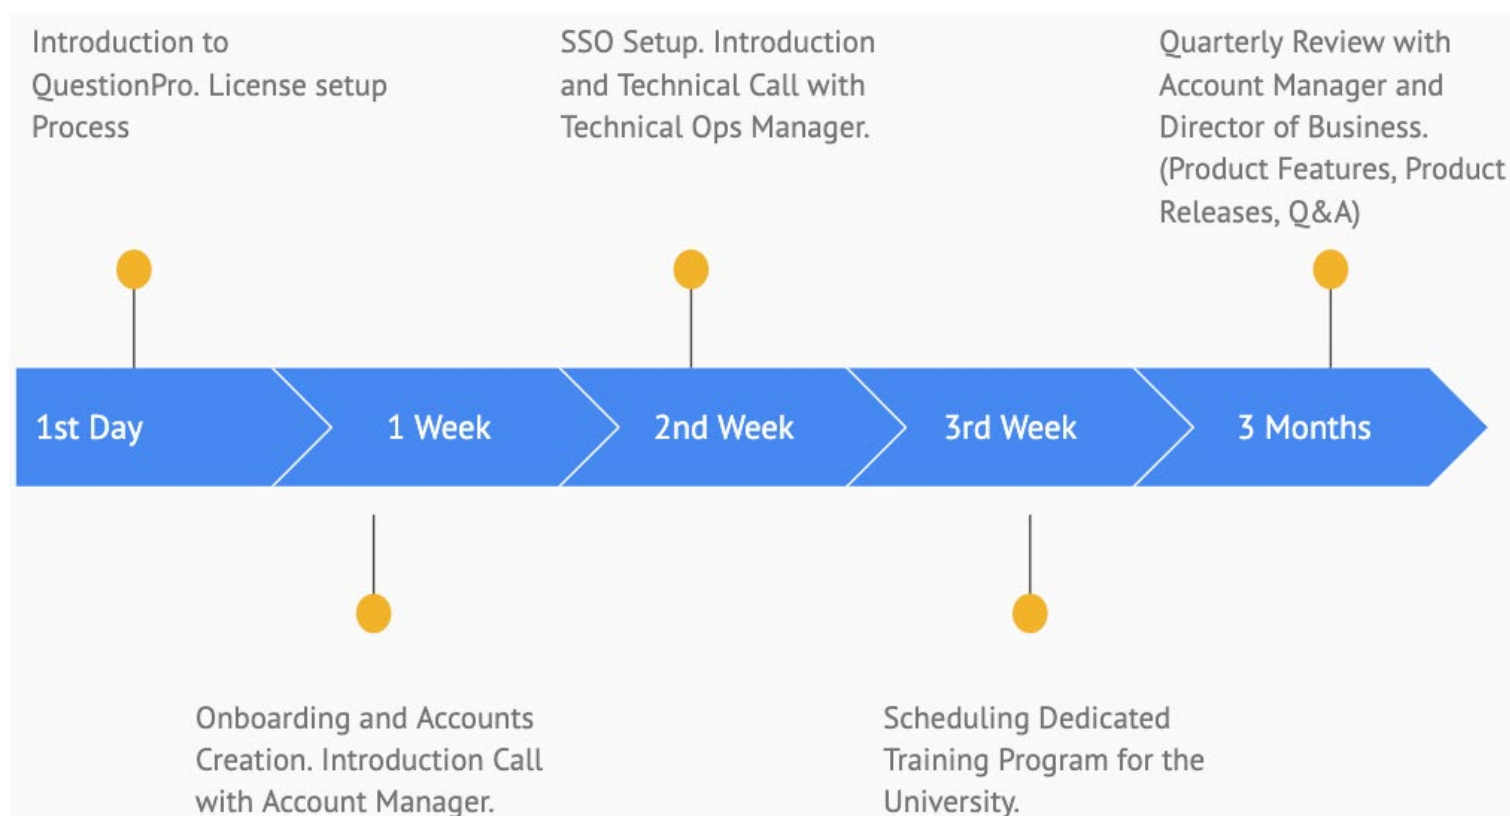 Introduction to
QuestionPro. License setup
Process
SSO Setup. Introduction
and Technical Call with
Technical Ops Manager.
Quarterly Review with
Account Manager and
Director of Business.
(Product Features, Product
Releases, Q&A)
1st Day
1 Week
2nd Week
3rd Week
3 Months
Onboarding and Accounts
Creation. Introduction Call
with Account Manager.
Scheduling Dedicated
Training Program for the
University.